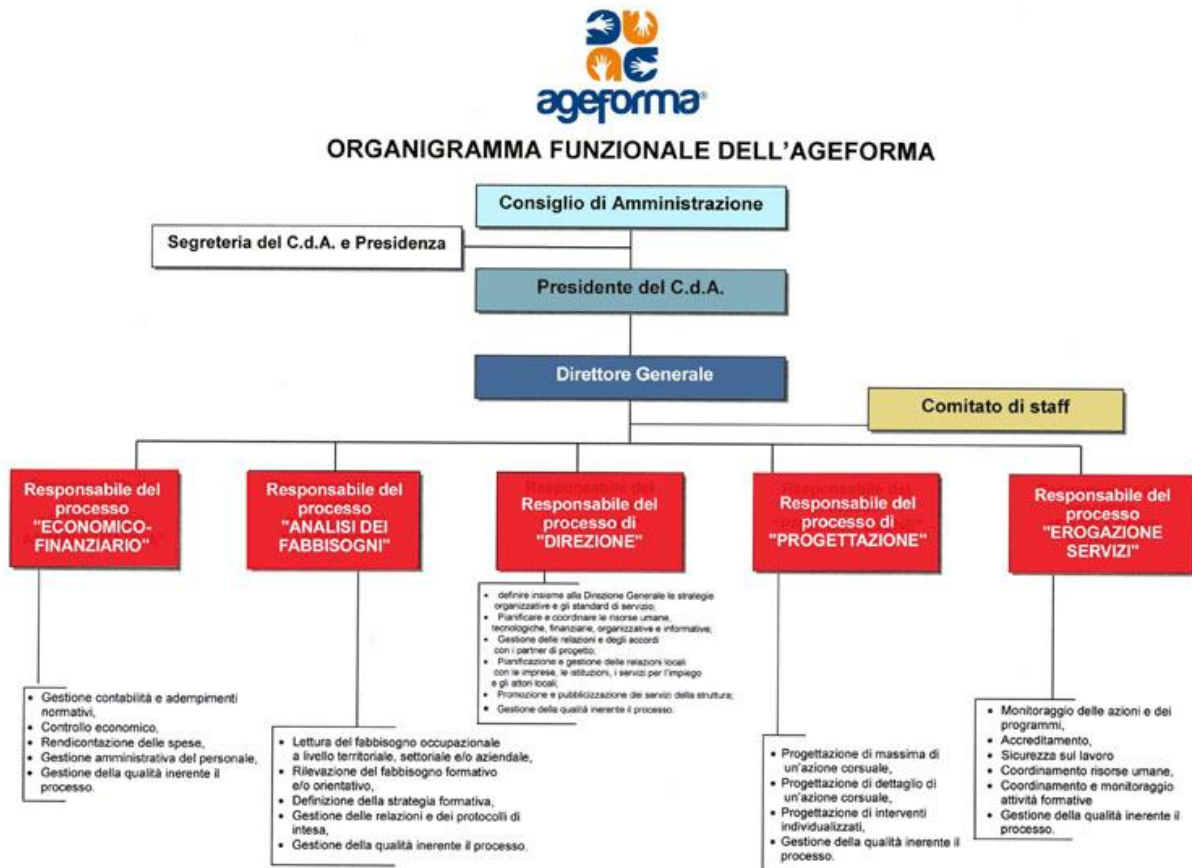 ageforma®
ORGANIGRAMMA FUNZIONALE DELL'AGEFORMA
Consiglio di Amministrazione
Segreteria del C.d.A. e Presidenza
Presidente del C.d.A.
Direttore Generale
Comitato di staff
Responsabile del
processo
"ECONOMICO-
FINANZIARIO"
Responsabile del
processo
"ANALISI DEI
FABBISOGNI"
Responsabile del
processo di
"DIREZIONE"
Responsabile del
processo di
"PROGETTAZIONE"
Responsabile del
processo
"EROGAZIONE
SERVIZI"
• Gestione contabilità e adempimenti
normativi,
• Controllo economico,
• Rendicontazione delle spese,
• Gestione amministrativa del personale,
• Gestione della qualità inerente il
processo.
• Lettura del fabbisogno occupazionale
a livello territoriale, settoriale e/o aziendale,
• Rilevazione del fabbisogno formativo
e/o orientativo,
• Definizione della strategia formativa,
• Gestione delle relazioni e dei protocolli di
intesa,
• Gestione della qualità inerente il processo.
• definire insieme alla Direzione Generale le strategie
organizzative e gli standard di servizio;
• Pianificare e coordinare le risorse umane,
tecnologiche, finanziarie, organizzative e informative;
• Gestione delle relazioni e degli accordi
con i partner di progetto;
• Pianificazione e gestione delle relazioni locali
con le imprese, le istituzioni, i servizi per l'impiego
e gli attori locali;
• Promozione e pubblicizzazione dei servizi della struttura;
• Gestione della qualità inerente il processo.
• Progettazione di massima di
un'azione corsuale,
• Progettazione di dettaglio di
un'azione corsuale,
• Progettazione di interventi
individualizzati,
• Gestione della qualità inerente il
processo.
• Monitoraggio delle azioni e dei
programmi,
• Accreditamento,
• Sicurezza sul lavoro
• Coordinamento risorse umane,
• Coordinamento e monitoraggio
attività formative
• Gestione della qualità inerente il
processo.